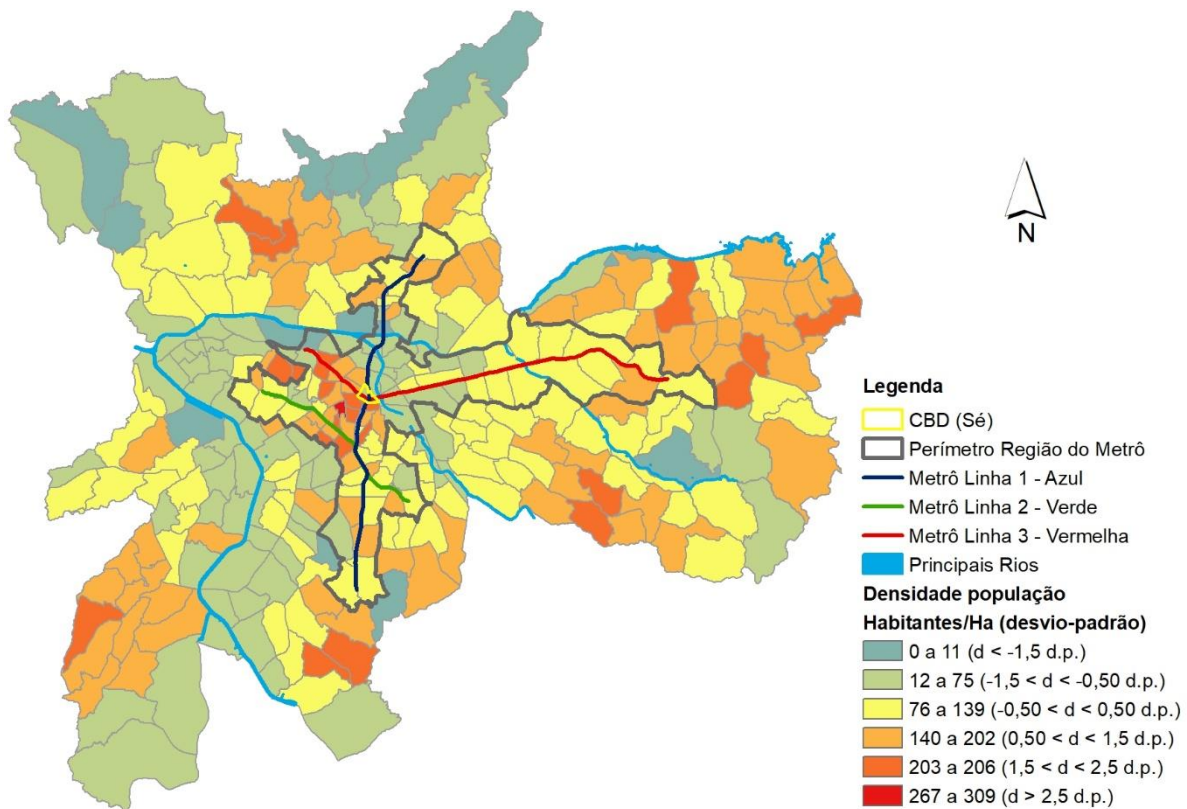 N
Legenda
CBD (Sé)
Perímetro Região do Metrô
Metrô Linha 1 - Azul
Metrô Linha 2 - Verde
Metrô Linha 3 - Vermelha
Principais Rios
Densidade população
Habitantes/Ha (desvio-padrão)
0 a 11 (d < -1,5 d.p.)
12 a 75 (-1,5 < d < -0,50 d.p.)
76 a 139 (-0,50 < d < 0,50 d.p.)
140 a 202 (0,50 < d < 1,5 d.p.)
203 a 206 (1,5 < d < 2,5 d.p.)
267 a 309 (d > 2,5 d.p.)